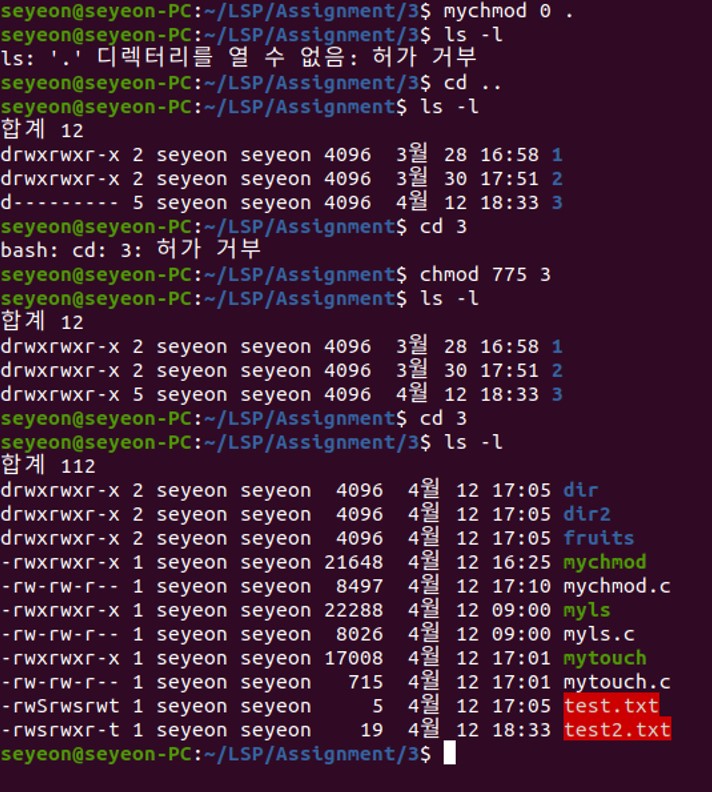 seyeon@seyeon-PC:~/LSP/Assignment/3$ mychmod 0 .
seyeon@seyeon-PC:~/LSP/Assignment/3$ ls -l
ls: '.' 디렉터리를 열 수 없음: 허가 거부
seyeon@seyeon-PC:~/LSP/Assignment/3$ cd ..
seyeon@seyeon-PC:~/LSP/Assignment$ ls -l
합계 12
drwxrwxr-x 2 seyeon seyeon 4096  3월 28 16:58 1
drwxrwxr-x 2 seyeon seyeon 4096  3월 30 17:51 2
d--------- 5 seyeon seyeon 4096  4월 12 18:33 3
seyeon@seyeon-PC:~/LSP/Assignment$ cd 3
bash: cd: 3: 허가 거부
seyeon@seyeon-PC:~/LSP/Assignment$ chmod 775 3
seyeon@seyeon-PC:~/LSP/Assignment$ ls -l
합계 12
drwxrwxr-x 2 seyeon seyeon 4096  3월 28 16:58 1
drwxrwxr-x 2 seyeon seyeon 4096  3월 30 17:51 2
drwxrwxr-x 5 seyeon seyeon 4096  4월 12 18:33 3
seyeon@seyeon-PC:~/LSP/Assignment$ cd 3
seyeon@seyeon-PC:~/LSP/Assignment/3$ ls -l
합계 112
drwxrwxr-x 2 seyeon seyeon  4096  4월 12 17:05 dir
drwxrwxr-x 2 seyeon seyeon  4096  4월 12 17:05 dir2
drwxrwxr-x 2 seyeon seyeon  4096  4월 12 17:05 fruits
-rwxrwxr-x 1 seyeon seyeon 21648  4월 12 16:25 mychmod
-rw-rw-r-- 1 seyeon seyeon  8497  4월 12 17:10 mychmod.c
-rwxrwxr-x 1 seyeon seyeon 22288  4월 12 09:00 myls
-rw-rw-r-- 1 seyeon seyeon  8026  4월 12 09:00 myls.c
-rwxrwxr-x 1 seyeon seyeon 17008  4월 12 17:01 mytouch
-rw-rw-r-- 1 seyeon seyeon   715  4월 12 17:01 mytouch.c
-rwSrwsrwt 1 seyeon seyeon     5  4월 12 17:05 test.txt
-rwsrwxr-t 1 seyeon seyeon    19  4월 12 18:33 test2.txt
seyeon@seyeon-PC:~/LSP/Assignment/3$